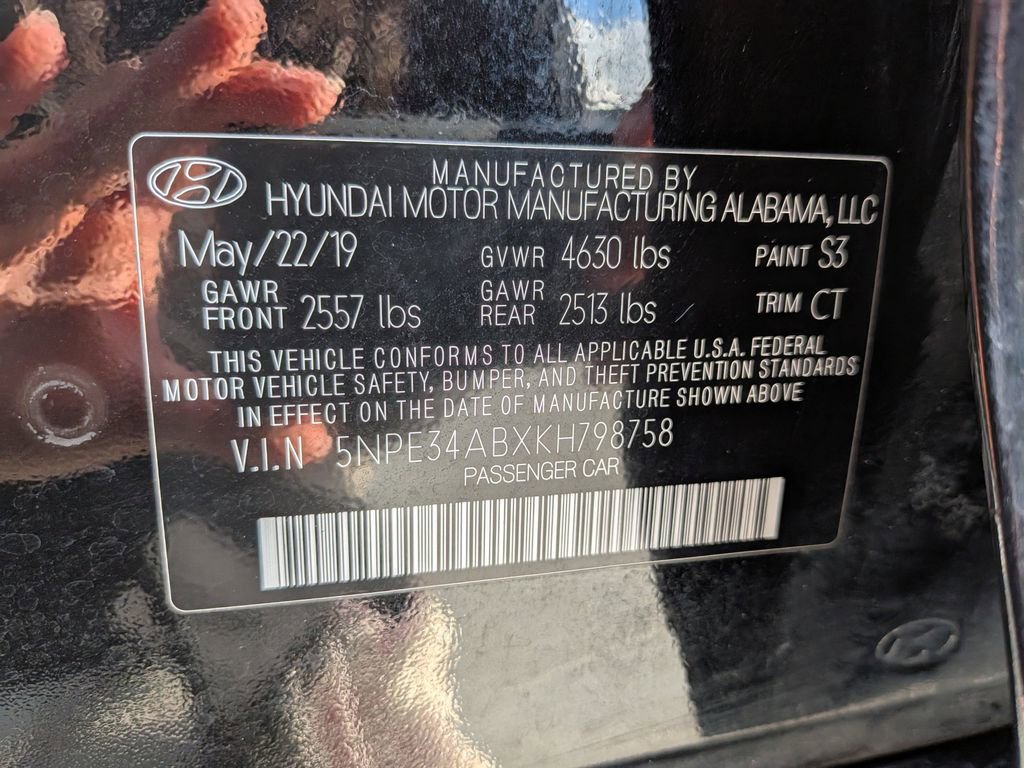 MANUFACTURED BY
HYUNDAI MOTOR MANUFACTURING ALABAMA, LLC
May/22/19 GVWR 4630 lbs PAINT S3
GAWR FRONT 2557 lbs GAWR REAR 2513 lbs TRIM CT
THIS VEHICLE CONFORMS TO ALL APPLICABLE U.S.A. FEDERAL
MOTOR VEHICLE SAFETY, BUMPER, AND THEFT PREVENTION STANDARDS
IN EFFECT ON THE DATE OF MANUFACTURE SHOWN ABOVE
V.I.N 5NPE34ABXKH798758
PASSENGER CAR